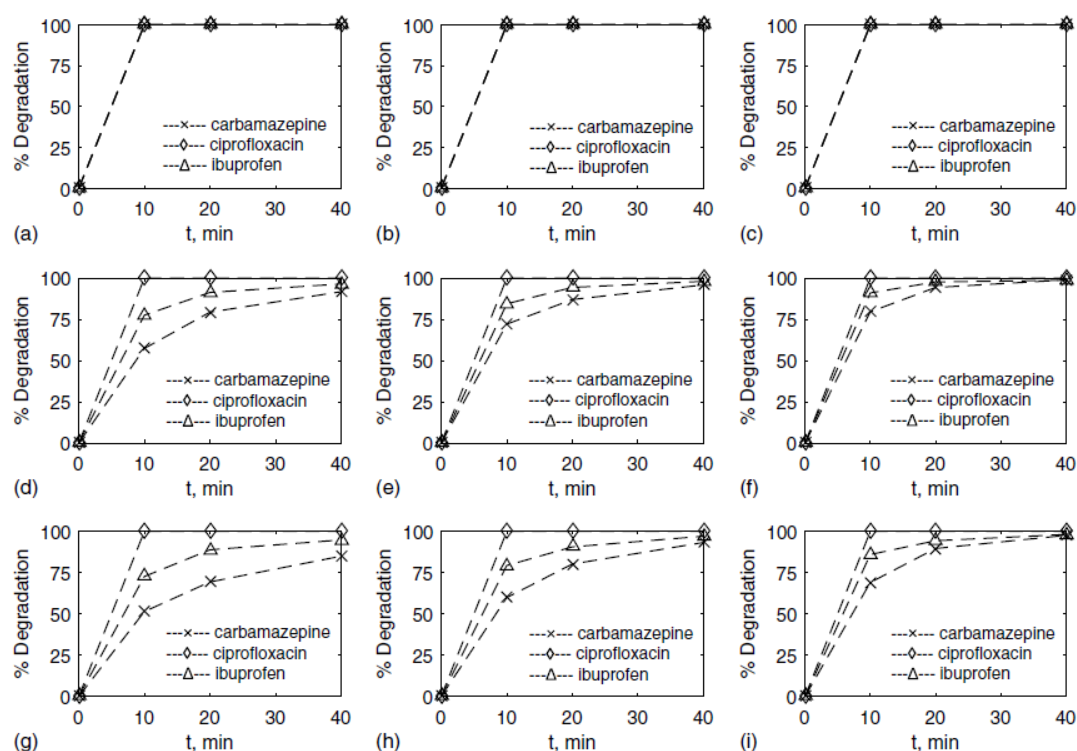 100
75
50
25
0
% Degradation
---×--- carbamazepine
---◇--- ciprofloxacin
---△--- ibuprofen
0 10 20 30 40
(a) t, min
100
75
50
25
0
% Degradation
---×--- carbamazepine
---◇--- ciprofloxacin
---△--- ibuprofen
0 10 20 30 40
(b) t, min
100
75
50
25
0
% Degradation
---×--- carbamazepine
---◇--- ciprofloxacin
---△--- ibuprofen
0 10 20 30 40
(c) t, min
100
75
50
25
0
% Degradation
---×--- carbamazepine
---◇--- ciprofloxacin
---△--- ibuprofen
0 10 20 30 40
(d) t, min
100
75
50
25
0
% Degradation
---×--- carbamazepine
---◇--- ciprofloxacin
---△--- ibuprofen
0 10 20 30 40
(e) t, min
100
75
50
25
0
% Degradation
---×--- carbamazepine
---◇--- ciprofloxacin
---△--- ibuprofen
0 10 20 30 40
(f) t, min
100
75
50
25
0
% Degradation
---×--- carbamazepine
---◇--- ciprofloxacin
---△--- ibuprofen
0 10 20 30 40
(g) t, min
100
75
50
25
0
% Degradation
---×--- carbamazepine
---◇--- ciprofloxacin
---△--- ibuprofen
0 10 20 30 40
(h) t, min
100
75
50
25
0
% Degradation
---×--- carbamazepine
---◇--- ciprofloxacin
---△--- ibuprofen
0 10 20 30 40
(i) t, min